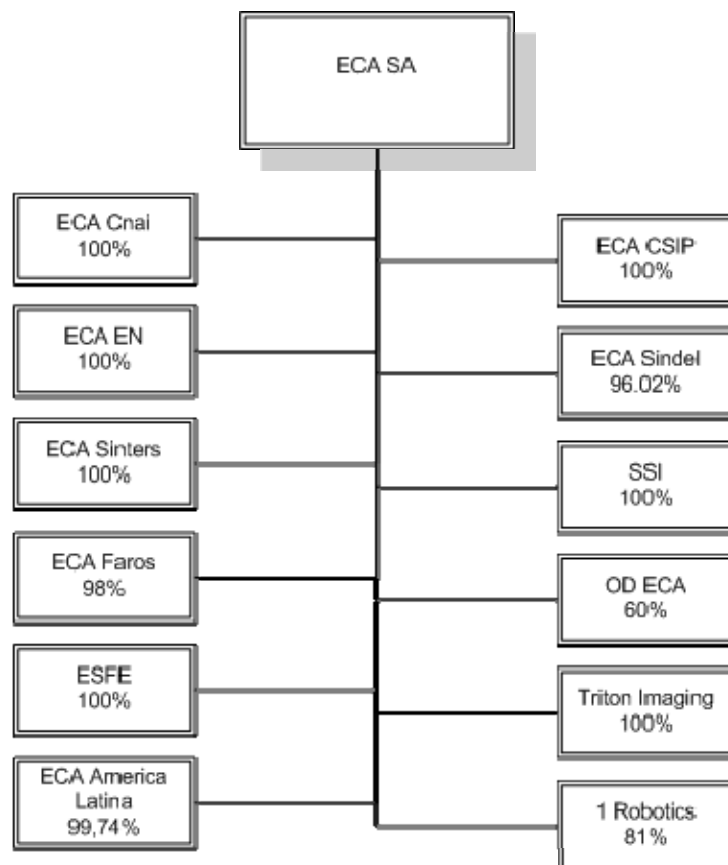 ECA SA
ECA Cnai
100%
ECA EN
100%
ECA Sinters
100%
ECA Faros
98%
ESFE
100%
ECA America
Latina
99,74%
ECA CSIP
100%
ECA Sindel
96.02%
SSI
100%
OD ECA
60%
Triton Imaging
100%
1 Robotics
81%